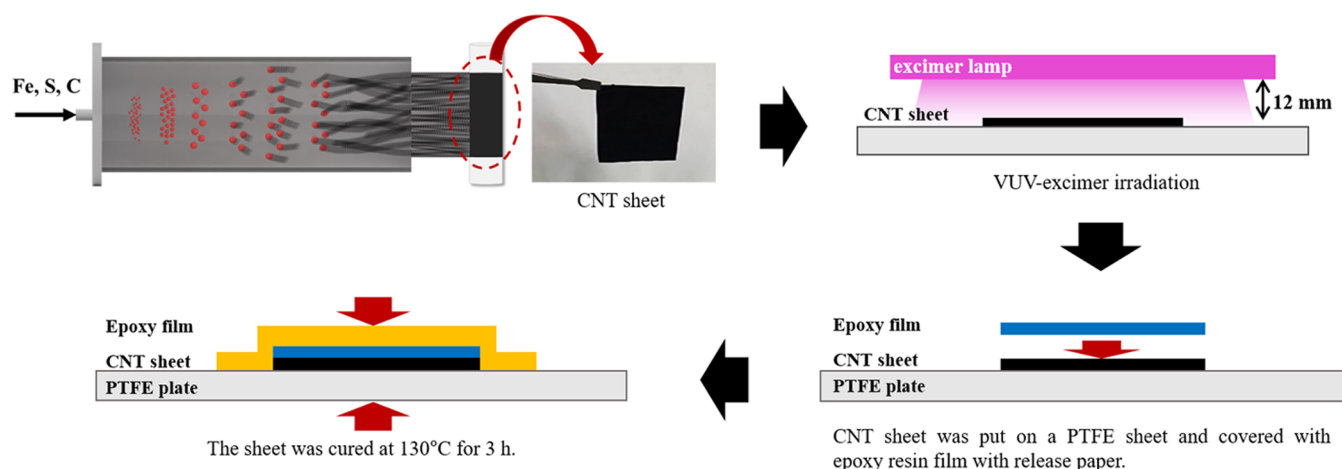 Fe, S, C
CNT sheet
excimer lamp
12 mm
CNT sheet
VUV-excimer irradiation
Epoxy film
CNT sheet
PTFE plate
The sheet was cured at 130°C for 3 h.
Epoxy film
CNT sheet
PTFE plate
CNT sheet was put on a PTFE sheet and covered with
epoxy resin film with release paper.